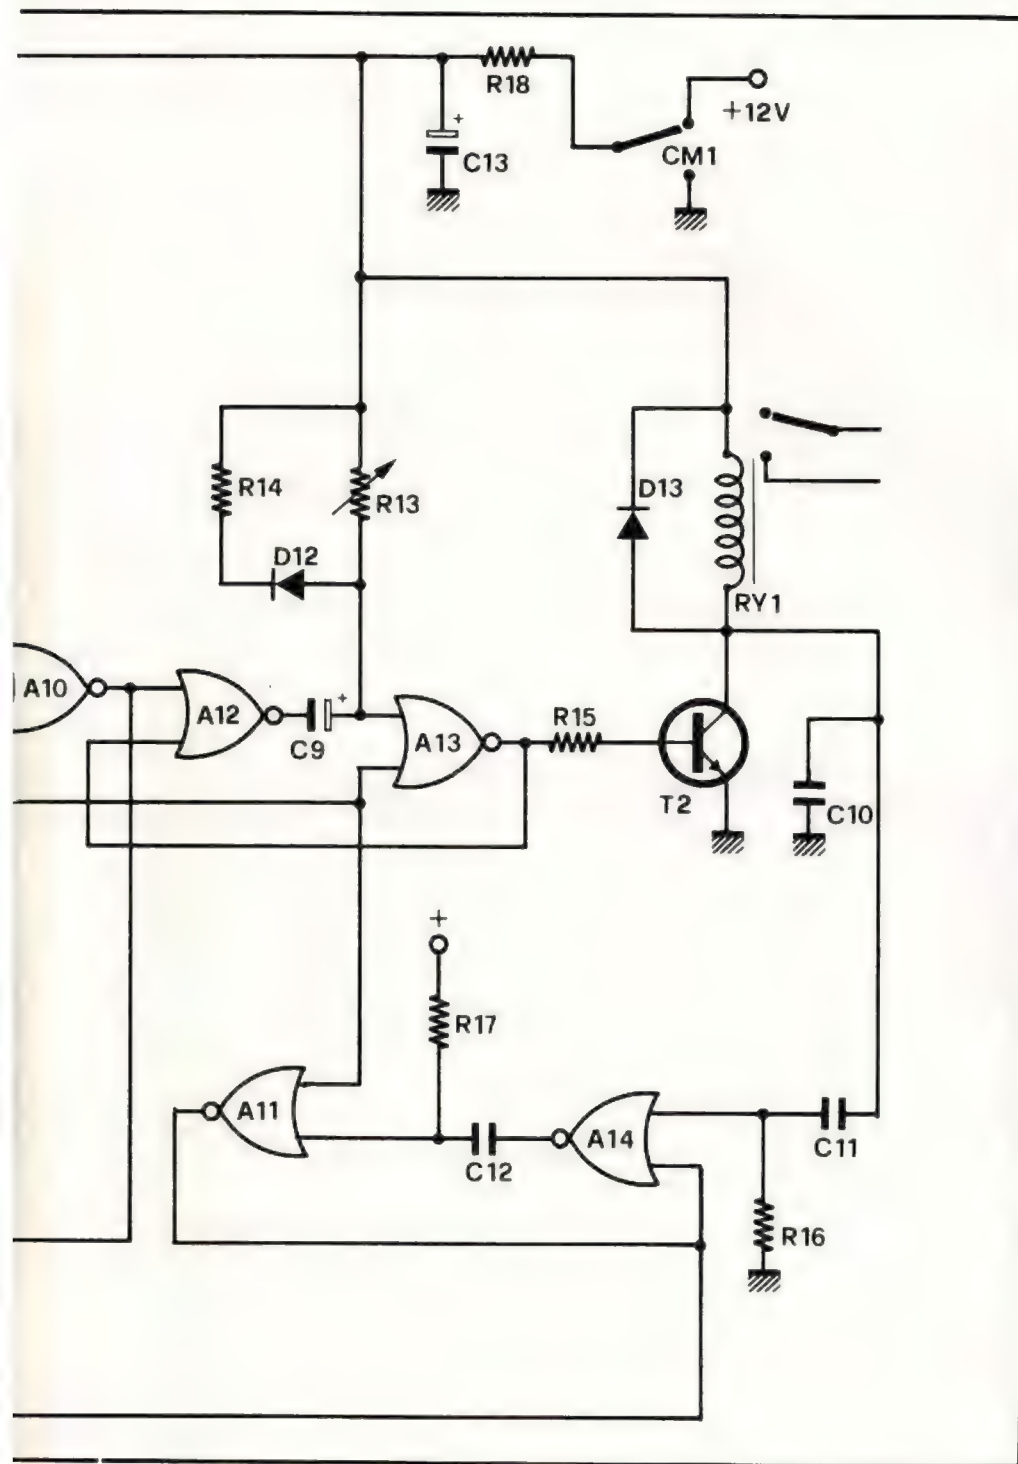 R18
+12V
+
C13
CM1
R14
R13
D13
D12
RY1
A10
A12
+
C9
A13
R15
T2
C10
+
R17
A11
A14
C12
C11
R16